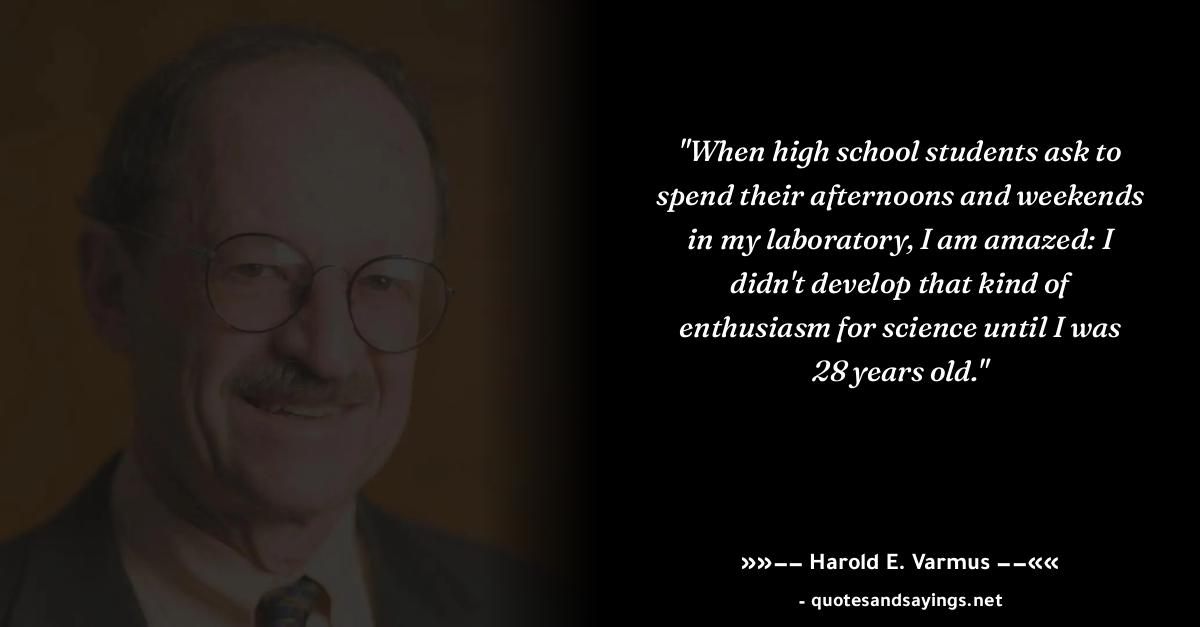 "When high school students ask to
spend their afternoons and weekends
in my laboratory, I am amazed: I
didn't develop that kind of
enthusiasm for science until I was
28 years old."
»»–– Harold E. Varmus ––««
- quotesandsayings.net